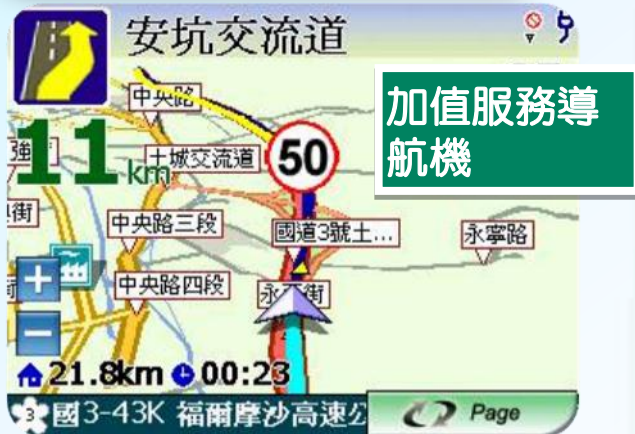 安坑交流道
加值服務導
航機
中央路
11 km
強
土城交流道
50
街
中央路三段
國道3號土...
永寧路
中央路四段
街
21.8km 00:23
3 國3-43K 福爾摩沙高速公
Page